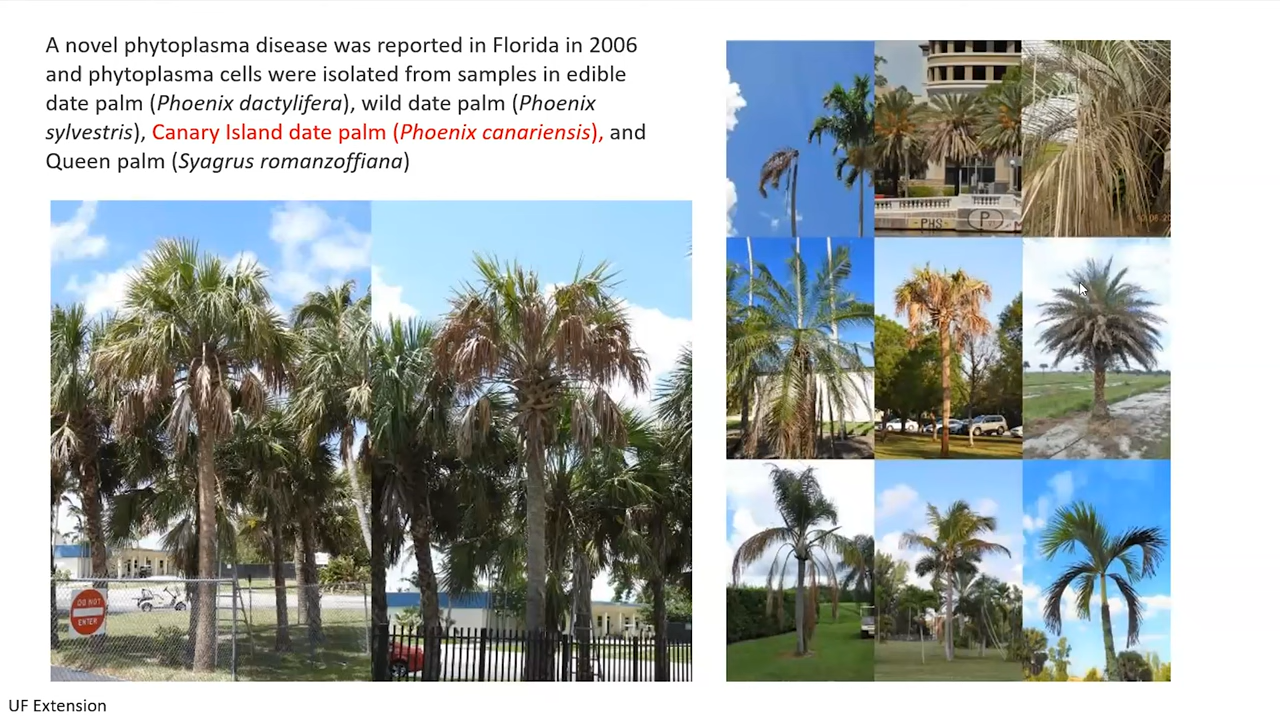 A novel phytoplasma disease was reported in Florida in 2006
and phytoplasma cells were isolated from samples in edible
date palm (Phoenix dactylifera), wild date palm (Phoenix
sylvestris), Canary Island date palm (Phoenix canariensis), and
Queen palm (Syagrus romanzoffiana)
PHS
P
DO NOT
ENTER
UF Extension